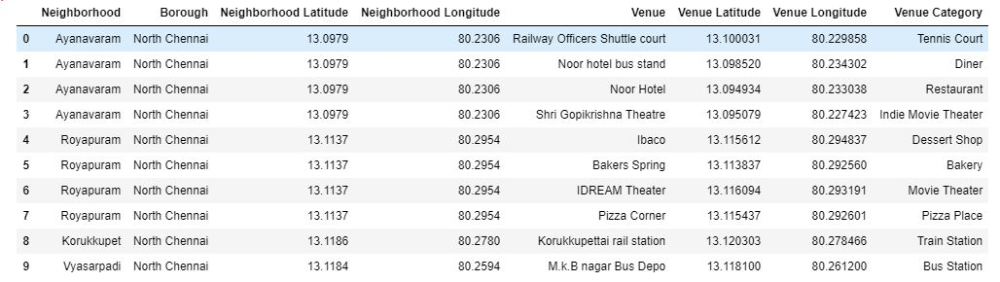 Neighborhood Borough Neighborhood Latitude Neighborhood Longitude Venue Venue Latitude Venue Longitude Venue Category
0 Ayanavaram North Chennai 13.0979 80.2306 Railway Officers Shuttle court 13.100031 80.229858 Tennis Court
1 Ayanavaram North Chennai 13.0979 80.2306 Noor hotel bus stand 13.098520 80.234302 Diner
2 Ayanavaram North Chennai 13.0979 80.2306 Noor Hotel 13.094934 80.233038 Restaurant
3 Ayanavaram North Chennai 13.0979 80.2306 Shri Gopikrishna Theatre 13.095079 80.227423 Indie Movie Theater
4 Royapuram North Chennai 13.1137 80.2954 Ibaco 13.115612 80.294837 Dessert Shop
5 Royapuram North Chennai 13.1137 80.2954 Bakers Spring 13.113837 80.292560 Bakery
6 Royapuram North Chennai 13.1137 80.2954 IDREAM Theater 13.116094 80.293191 Movie Theater
7 Royapuram North Chennai 13.1137 80.2954 Pizza Corner 13.115437 80.292601 Pizza Place
8 Korukkupet North Chennai 13.1186 80.2780 Korukkupettai rail station 13.120303 80.278466 Train Station
9 Vyasarpadi North Chennai 13.1184 80.2594 M.k.B nagar Bus Depo 13.118100 80.261200 Bus Station